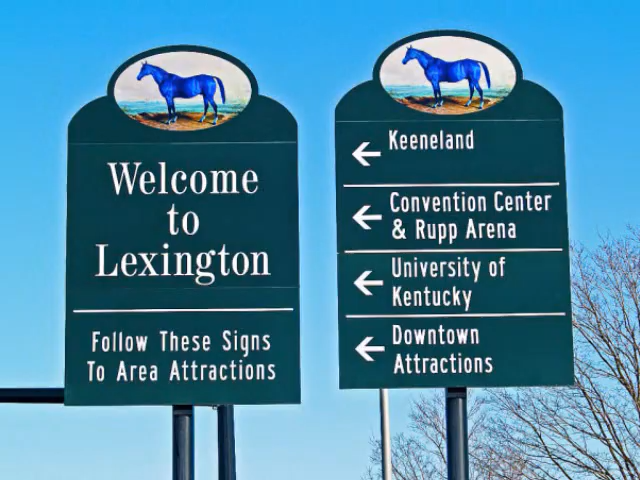 Welcome
to
Lexington
Follow These Signs
To Area Attractions
Keeneland
Convention Center
& Rupp Arena
University of
Kentucky
Downtown
Attractions